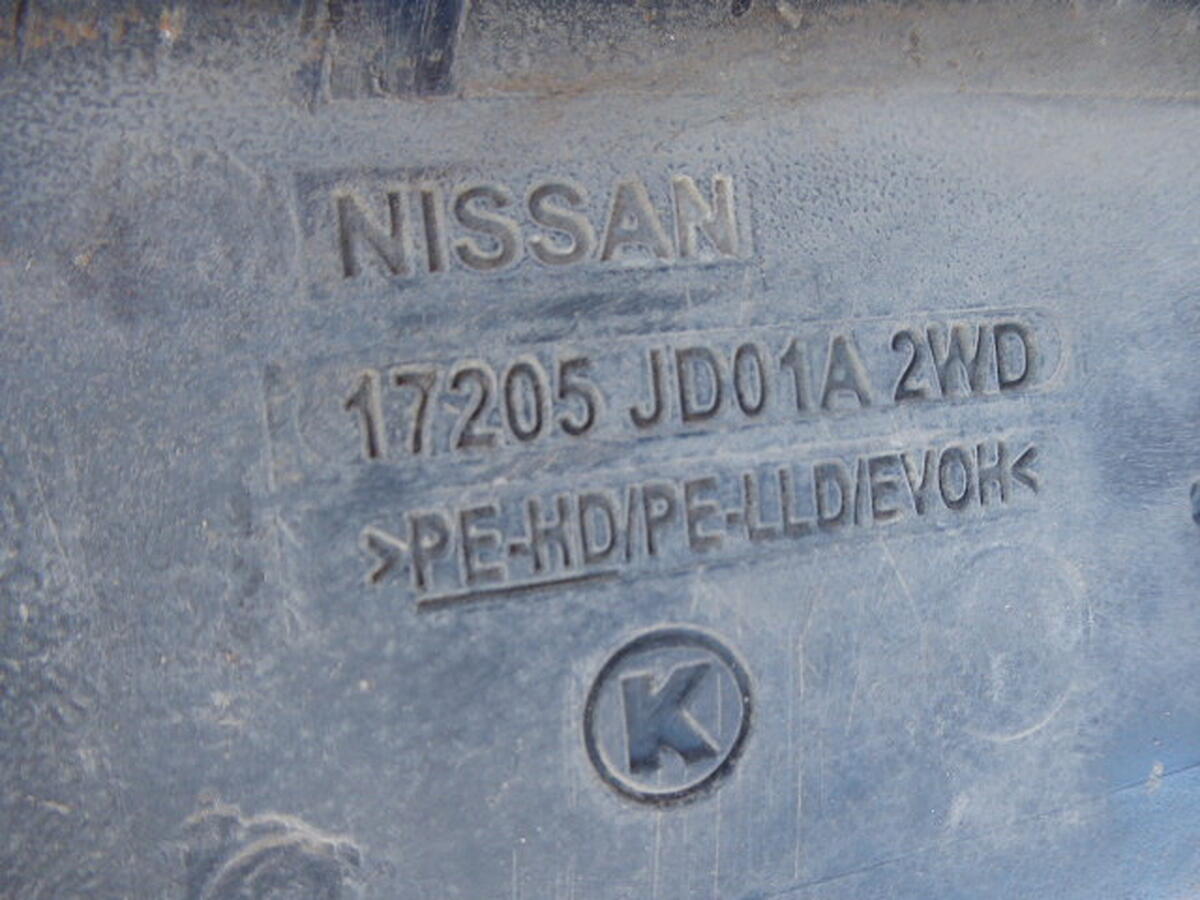 NISSAN
17205 JD01A 2WD
>PE-HD/PE-LLD/EVOH<
K